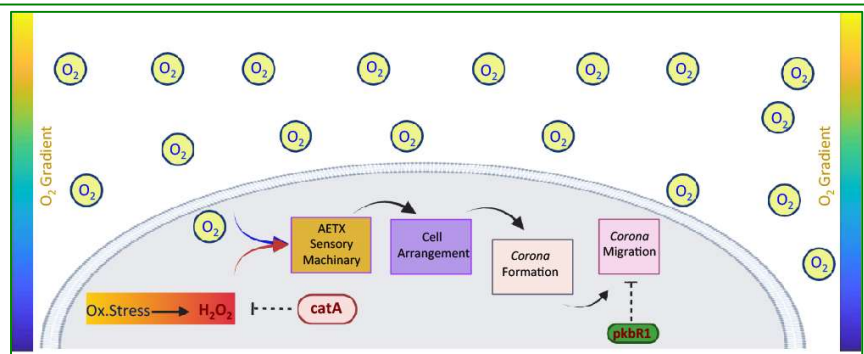 O₂ O₂ O₂ O₂ O₂ O₂ O₂ O₂
O₂
O₂ O₂ O₂ O₂
O₂ Gradient
O₂ Gradient
O₂ O₂ O₂
O₂
O₂
AETX
Sensory
Machinary
Cell
Arrangement
Corona
Formation
Corona
Migration
Ox.Stress
H₂O₂
catA
pkbR1